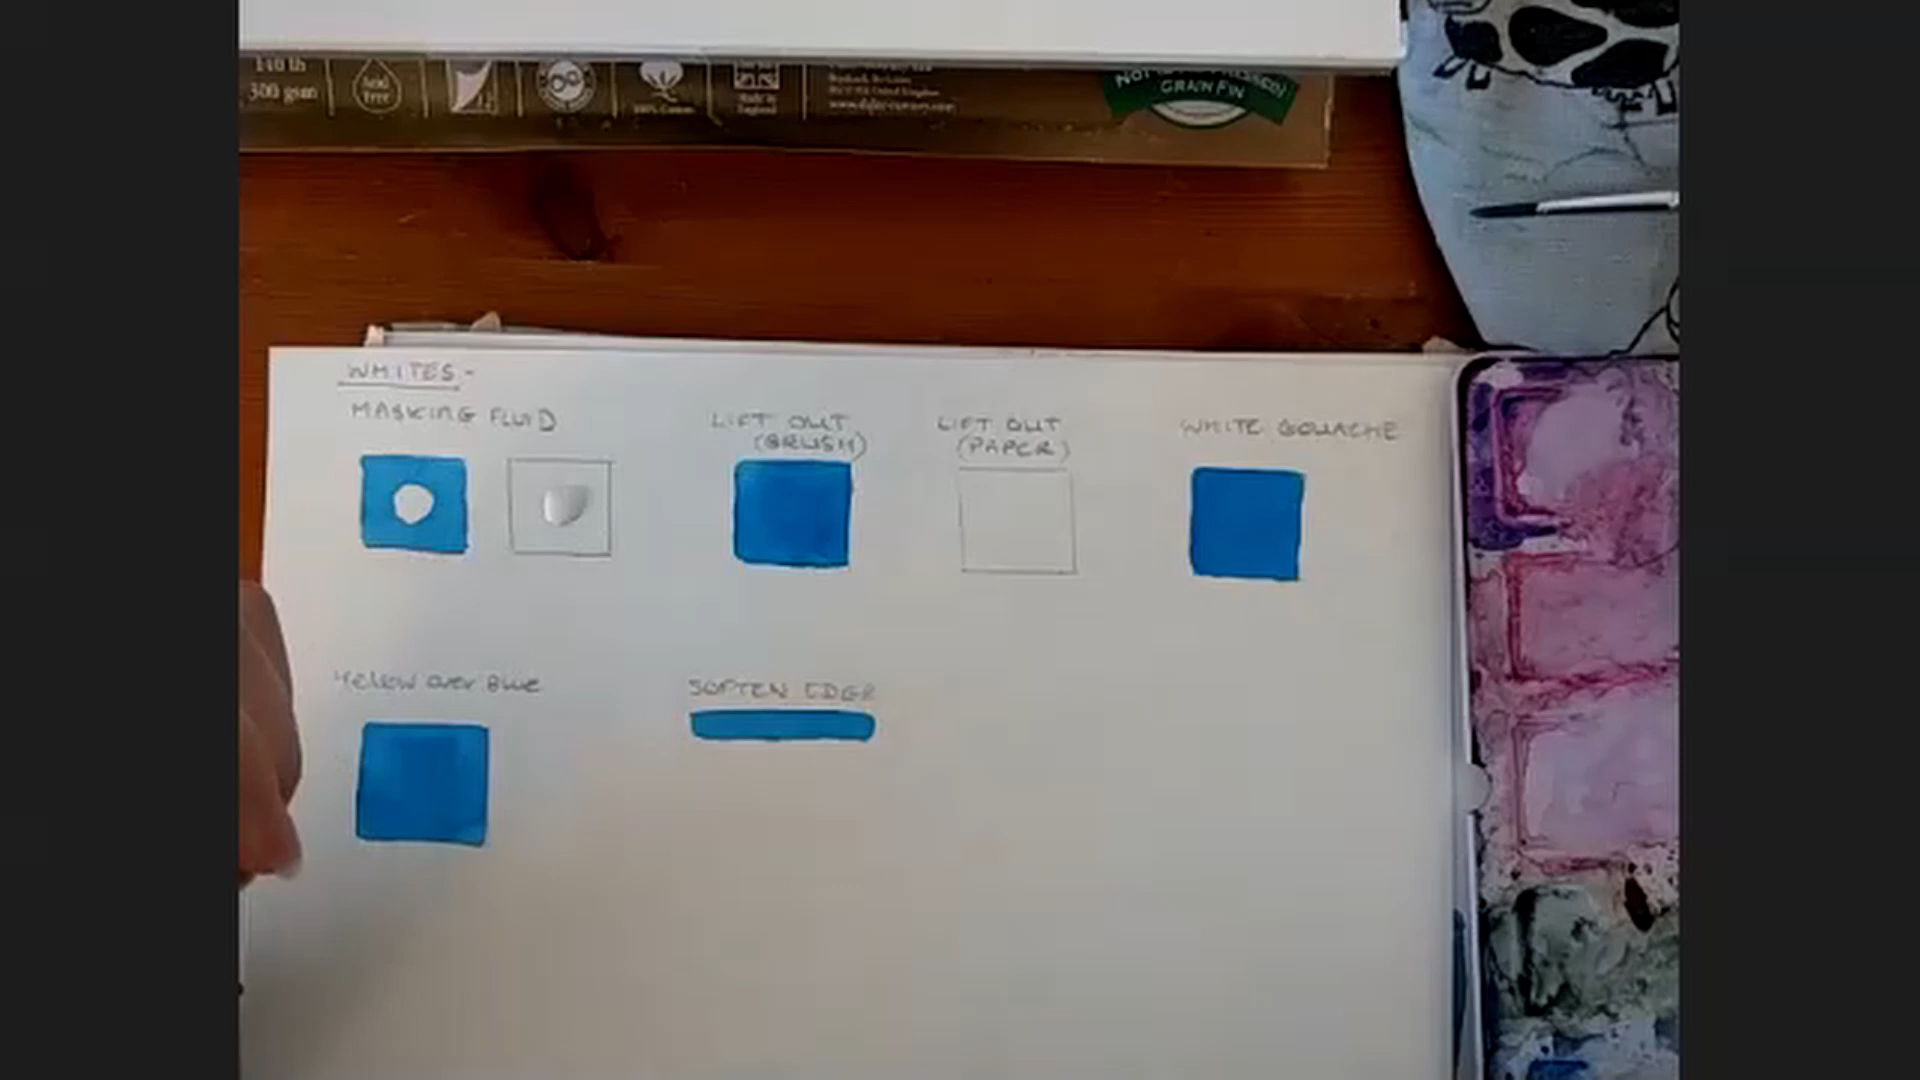 140 lb
300 gsm
Acid
Free
100% Cotton
Made in
England
GRAIN FIN
WHITES-
MASKING FLUID
LIFT OUT
(BRUSH)
LIFT OUT
(PAPER)
WHITE GOUACHE
Yellow over Blue
SOFTEN EDGE